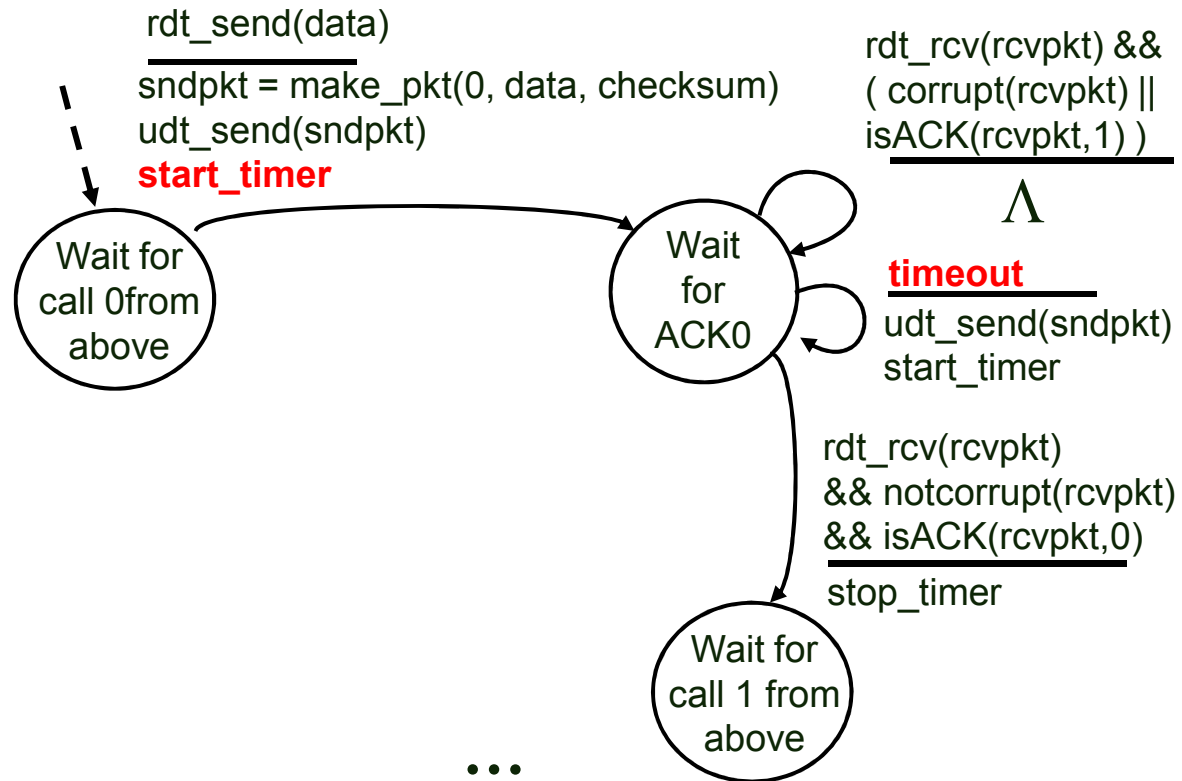 rdt_send(data)
sndpkt = make_pkt(0, data, checksum)
udt_send(sndpkt)
start_timer
rdt_rcv(rcvpkt) &&
( corrupt(rcvpkt) ||
isACK(rcvpkt,1) )
Λ
Wait for
call 0from
above
Wait
for
ACK0
timeout
udt_send(sndpkt)
start_timer
rdt_rcv(rcvpkt)
&& notcorrupt(rcvpkt)
&& isACK(rcvpkt,0)
stop_timer
Wait for
call 1 from
above
...